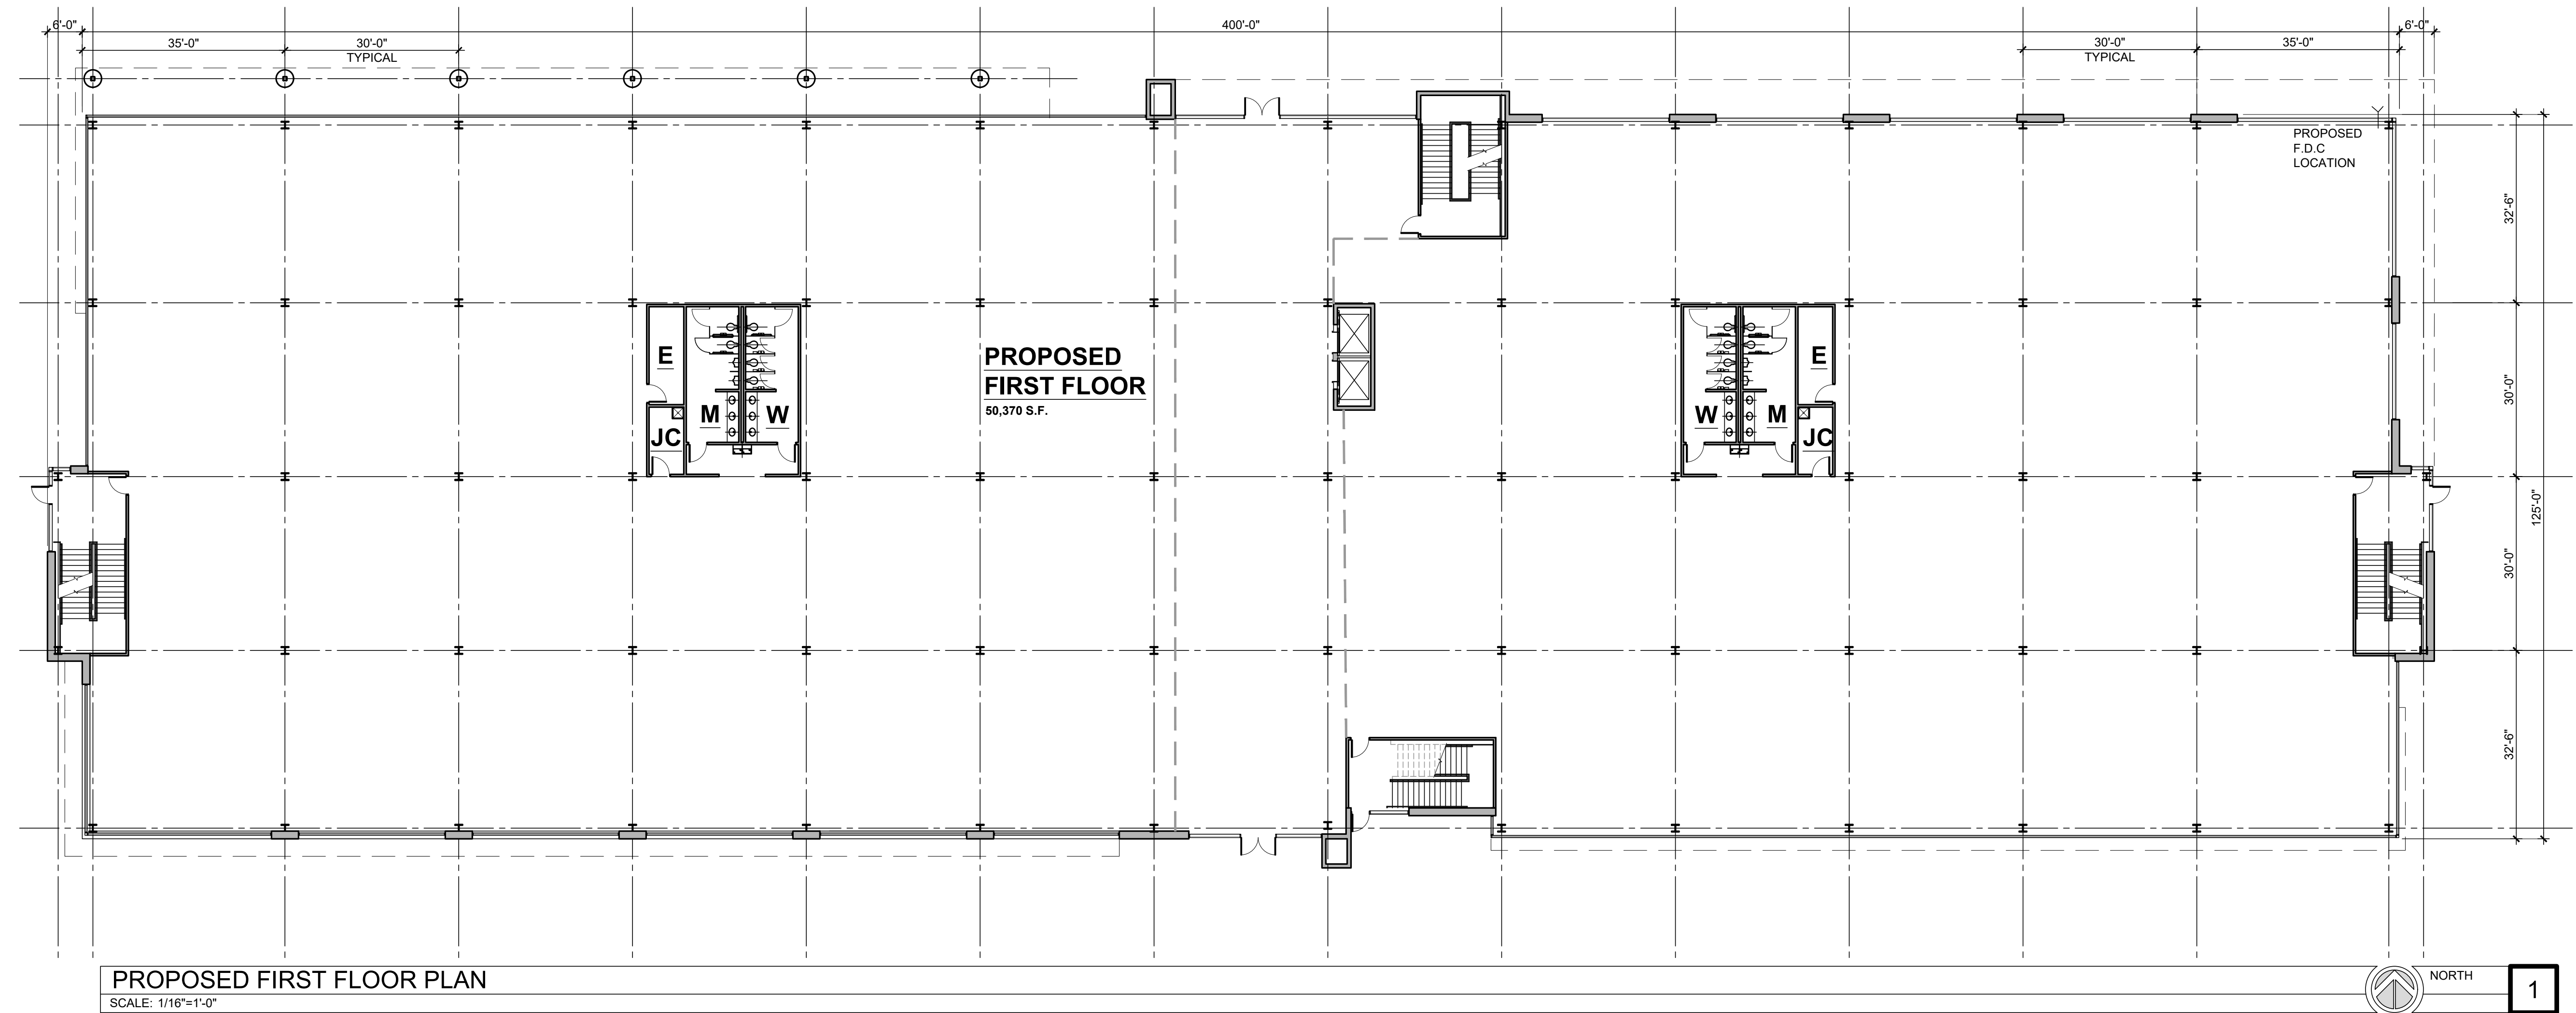 6'-0"
400'-0"
6'-0"
35'-0"
30'-0"
TYPICAL
30'-0"
TYPICAL
35'-0"
PROPOSED
F.D.C
LOCATION
32'-6"
30'-0"
125'-0"
30'-0"
32'-6"
E
JC
M
W
PROPOSED
FIRST FLOOR
50,370 S.F.
W
M
E
JC
PROPOSED FIRST FLOOR PLAN
SCALE: 1/16"=1'-0"
NORTH
1